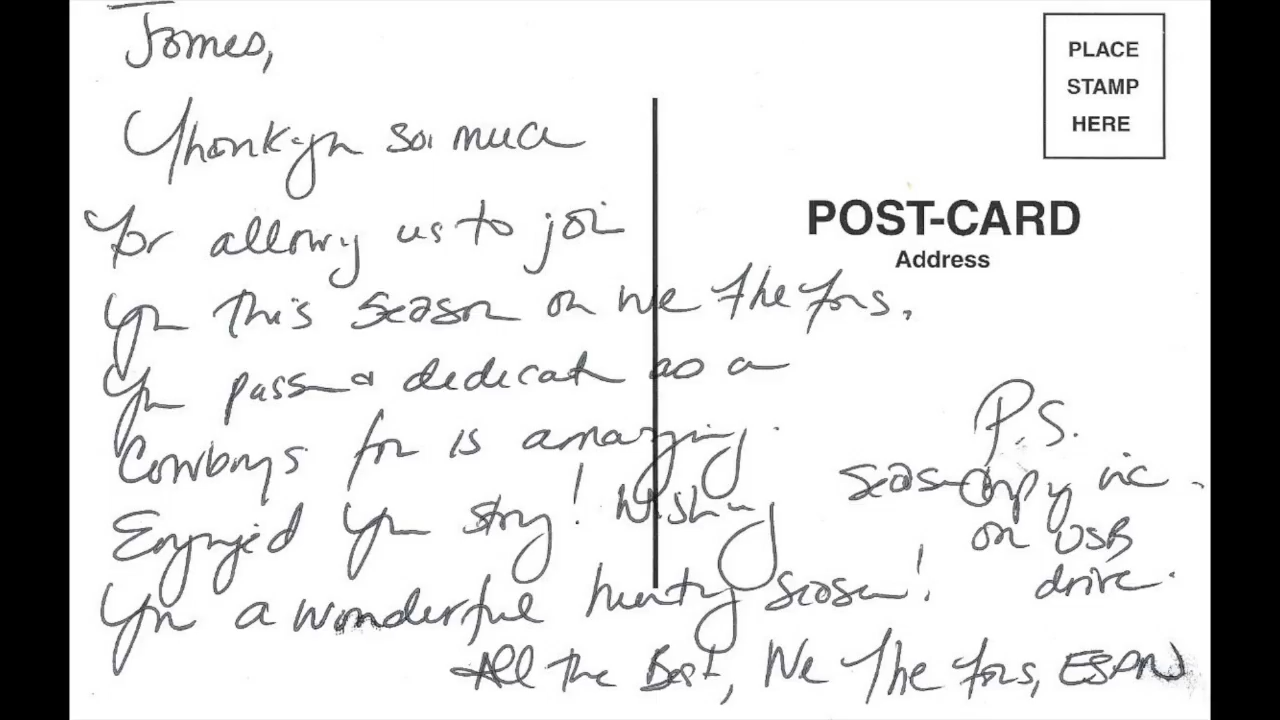 James,
Thank you so much
for allowing us to join
you this season on We The Fans.
Your passion & dedication as a
Cowboys fan is amazing.
Enjoyed your story! Wishing
you a wonderful hunting season!
All the Best, We The Fans, ESPN
P.S.
season copy inc.
on USB
drive.
PLACE
STAMP
HERE
POST-CARD
Address